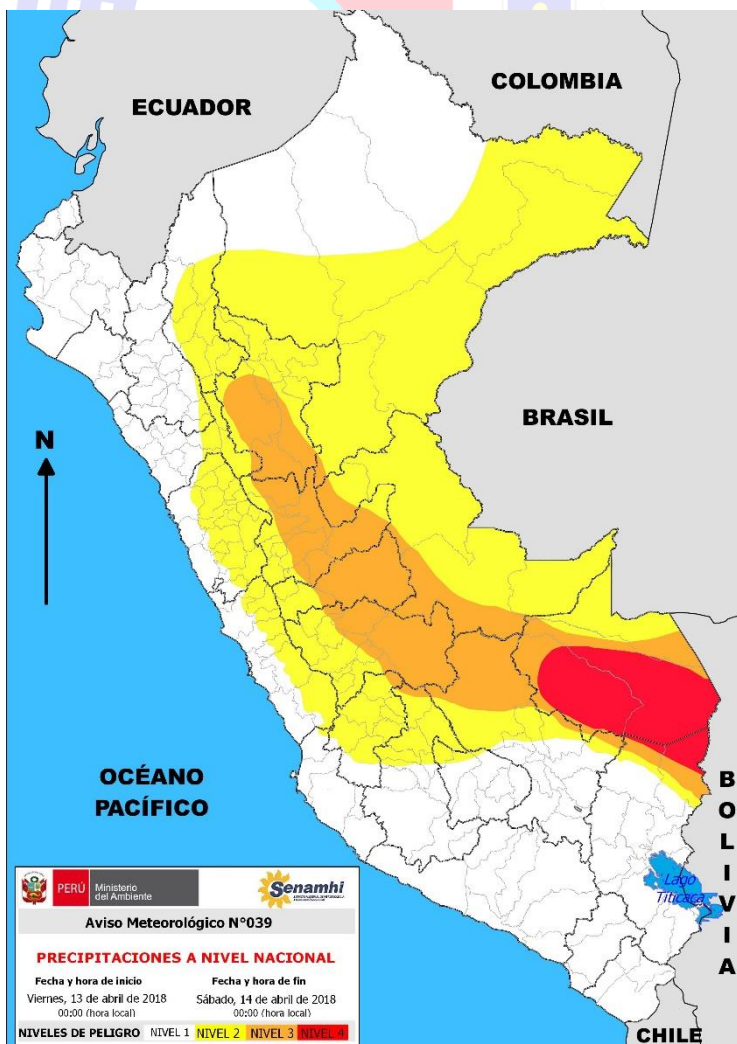 COLOMBIA
ECUADOR
BRASIL
N
OCÉANO
PACÍFICO
BOLIVIA
Lago
Titicaca
CHILE
PERÚ Ministerio
del Ambiente
Senamhi
Aviso Meteorológico N°039
PRECIPITACIONES A NIVEL NACIONAL
Fecha y hora de inicio Fecha y hora de fin
Viernes, 13 de abril de 2018 Sábado, 14 de abril de 2018
00:00 (hora local) 00:00 (hora local)
NIVELES DE PELIGRO NIVEL 1 NIVEL 2 NIVEL 3 NIVEL 4